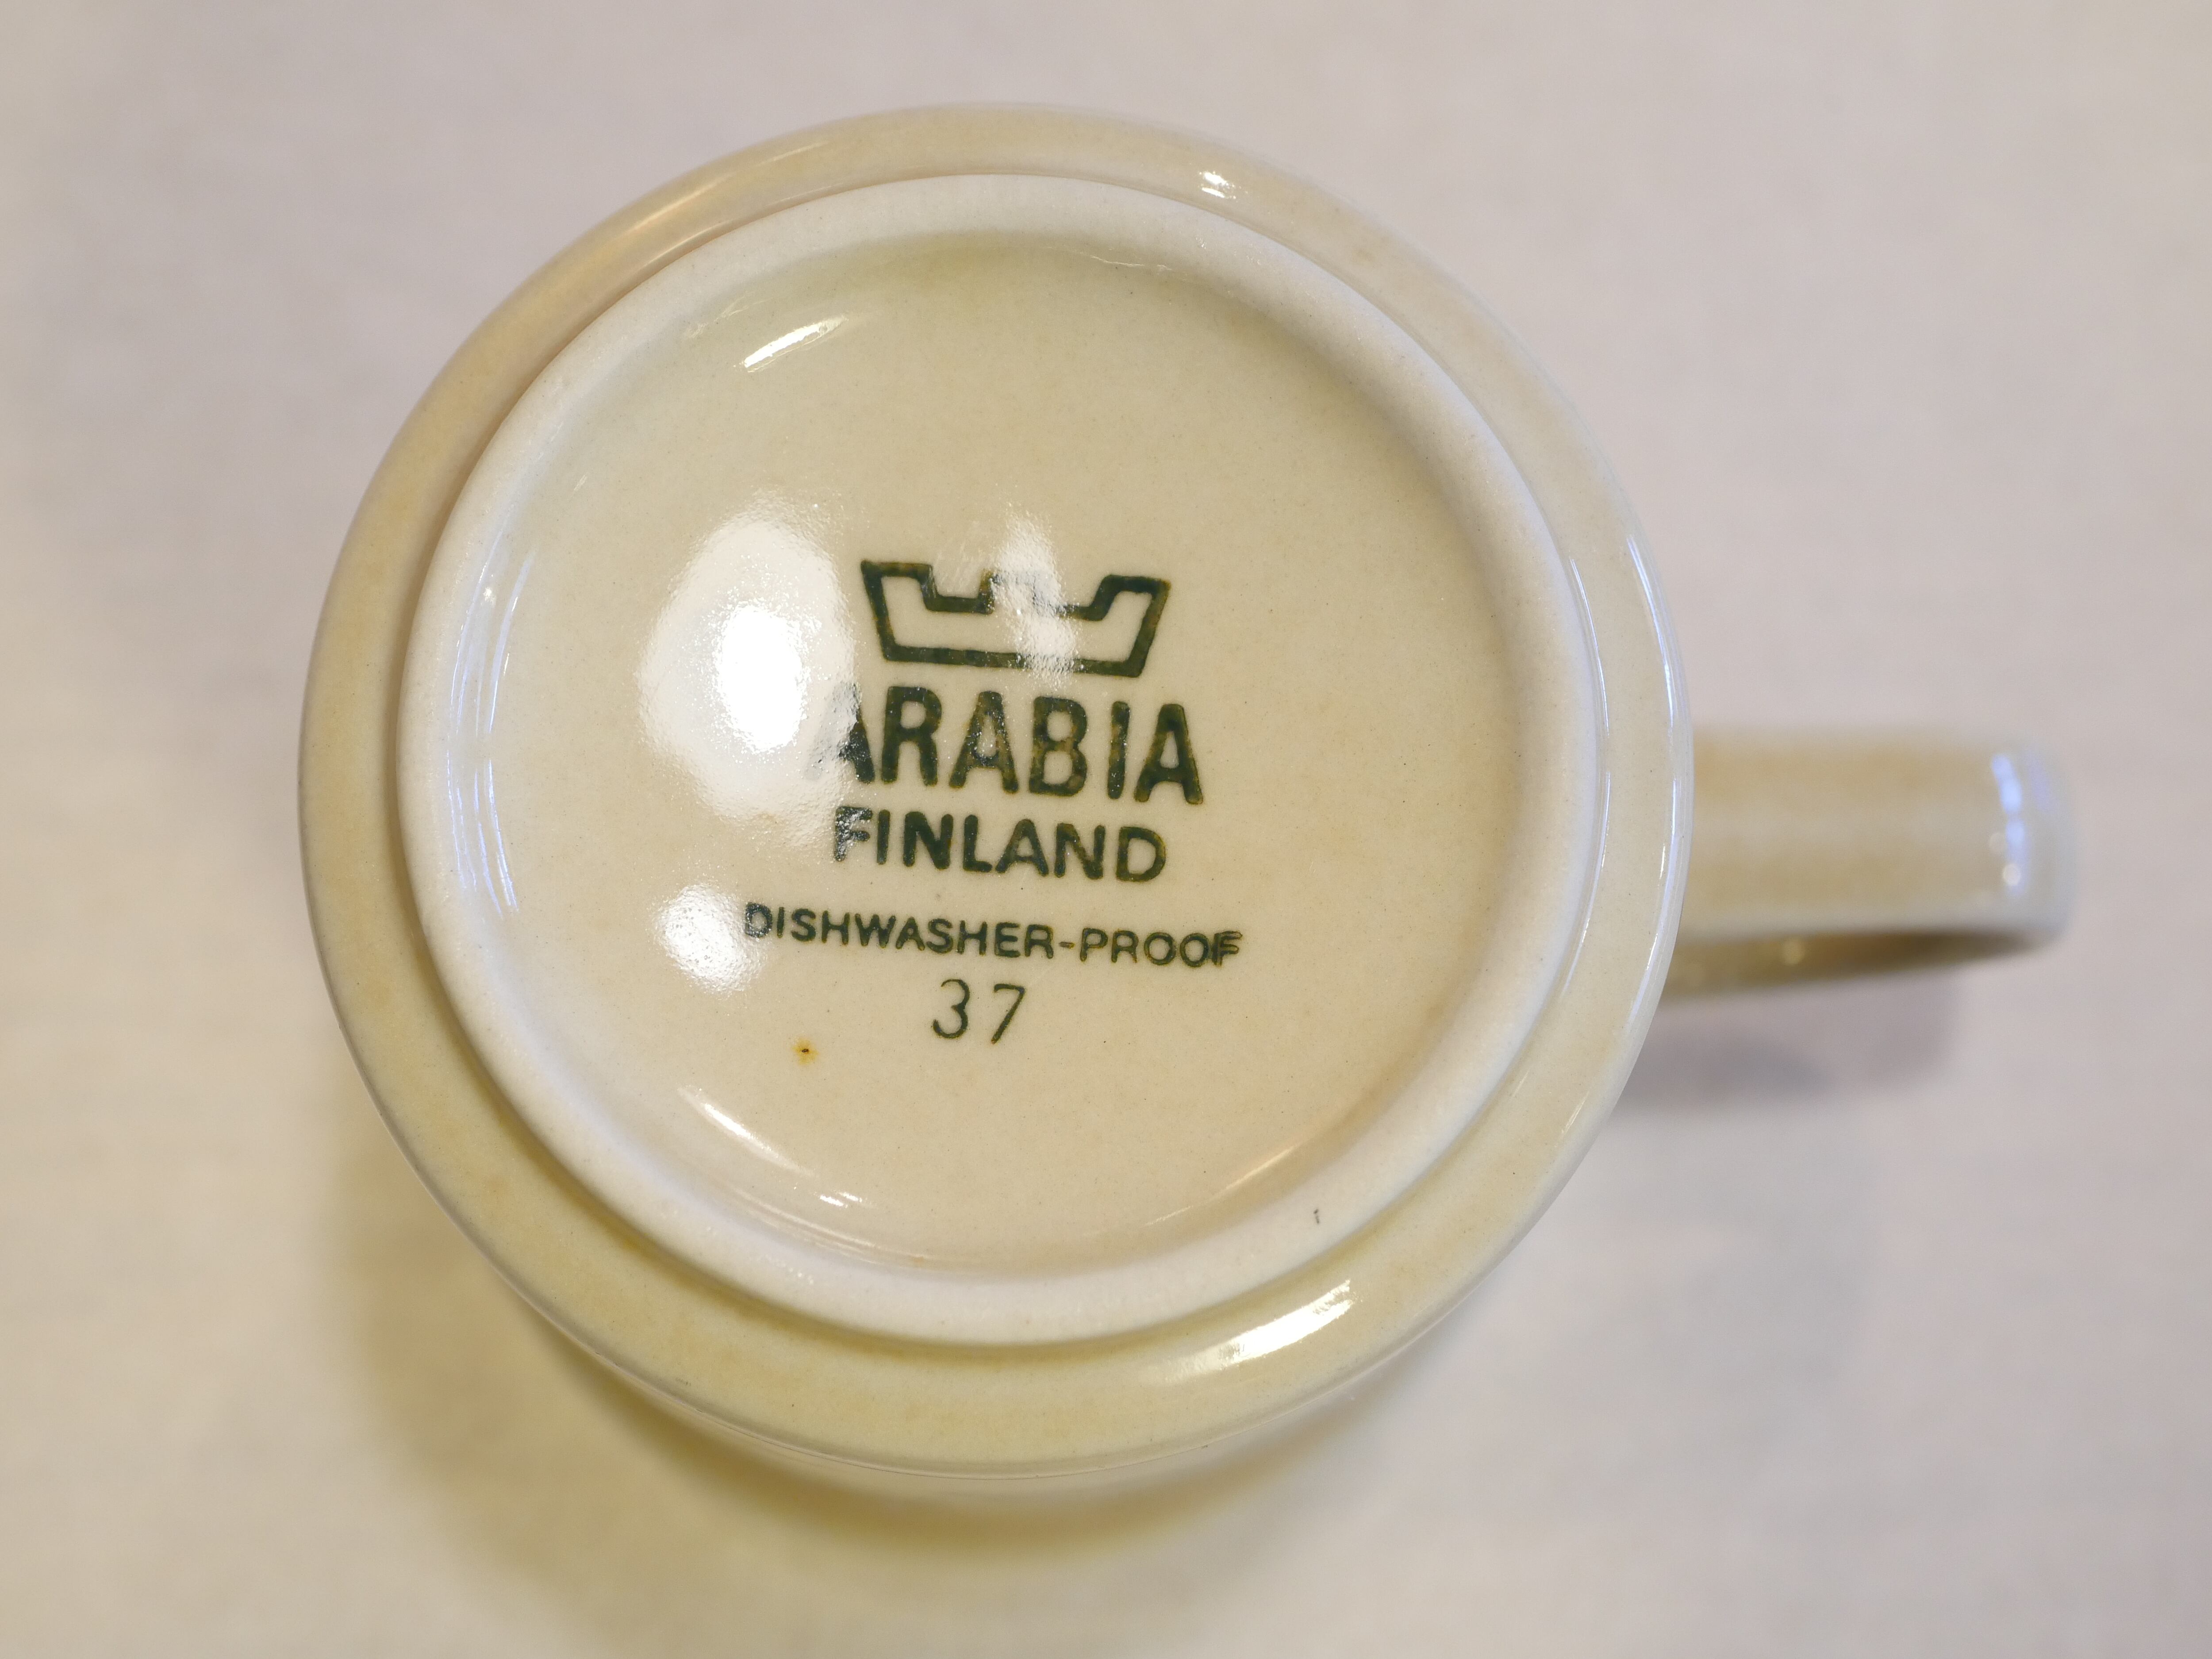 ARABIA
FINLAND
DISHWASHER-PROOF
37